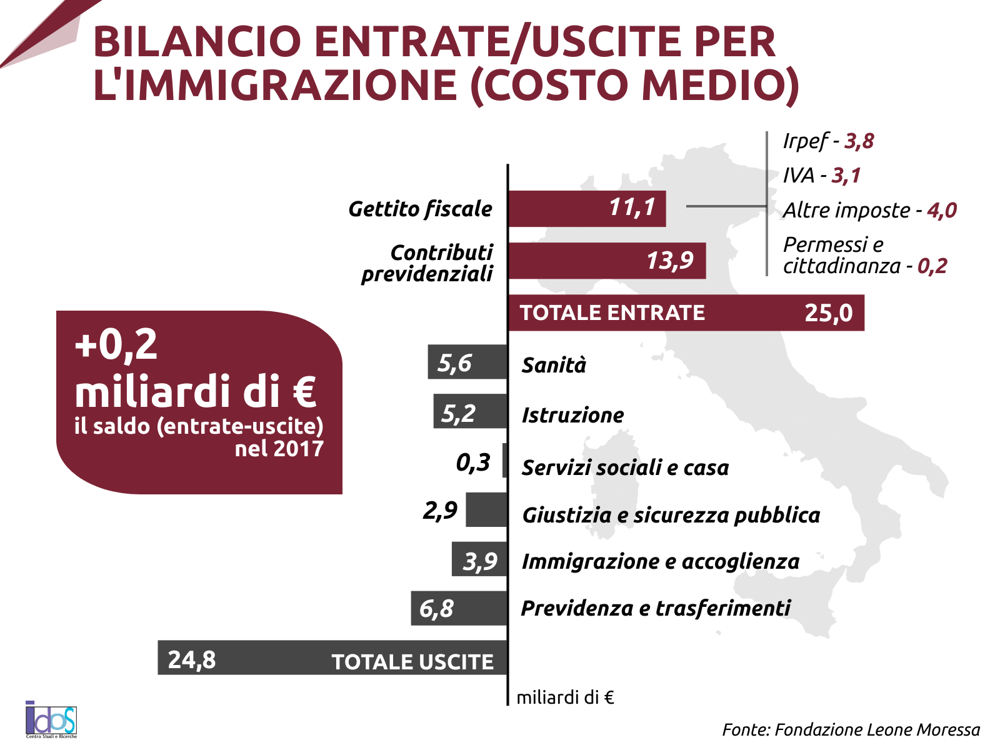 BILANCIO ENTRATE/USCITE PER
L'IMMIGRAZIONE (COSTO MEDIO)
Irpef - 3,8
IVA - 3,1
Altre imposte - 4,0
Permessi e
cittadinanza - 0,2
Gettito fiscale
11,1
Contributi
previdenziali
13,9
TOTALE ENTRATE 25,0
+0,2
miliardi di €
il saldo (entrate-uscite)
nel 2017
5,6 Sanità
5,2 Istruzione
0,3 Servizi sociali e casa
2,9 Giustizia e sicurezza pubblica
3,9 Immigrazione e accoglienza
6,8 Previdenza e trasferimenti
24,8 TOTALE USCITE
miliardi di €
idos
Centro Studi e Ricerche
Fonte: Fondazione Leone Moressa